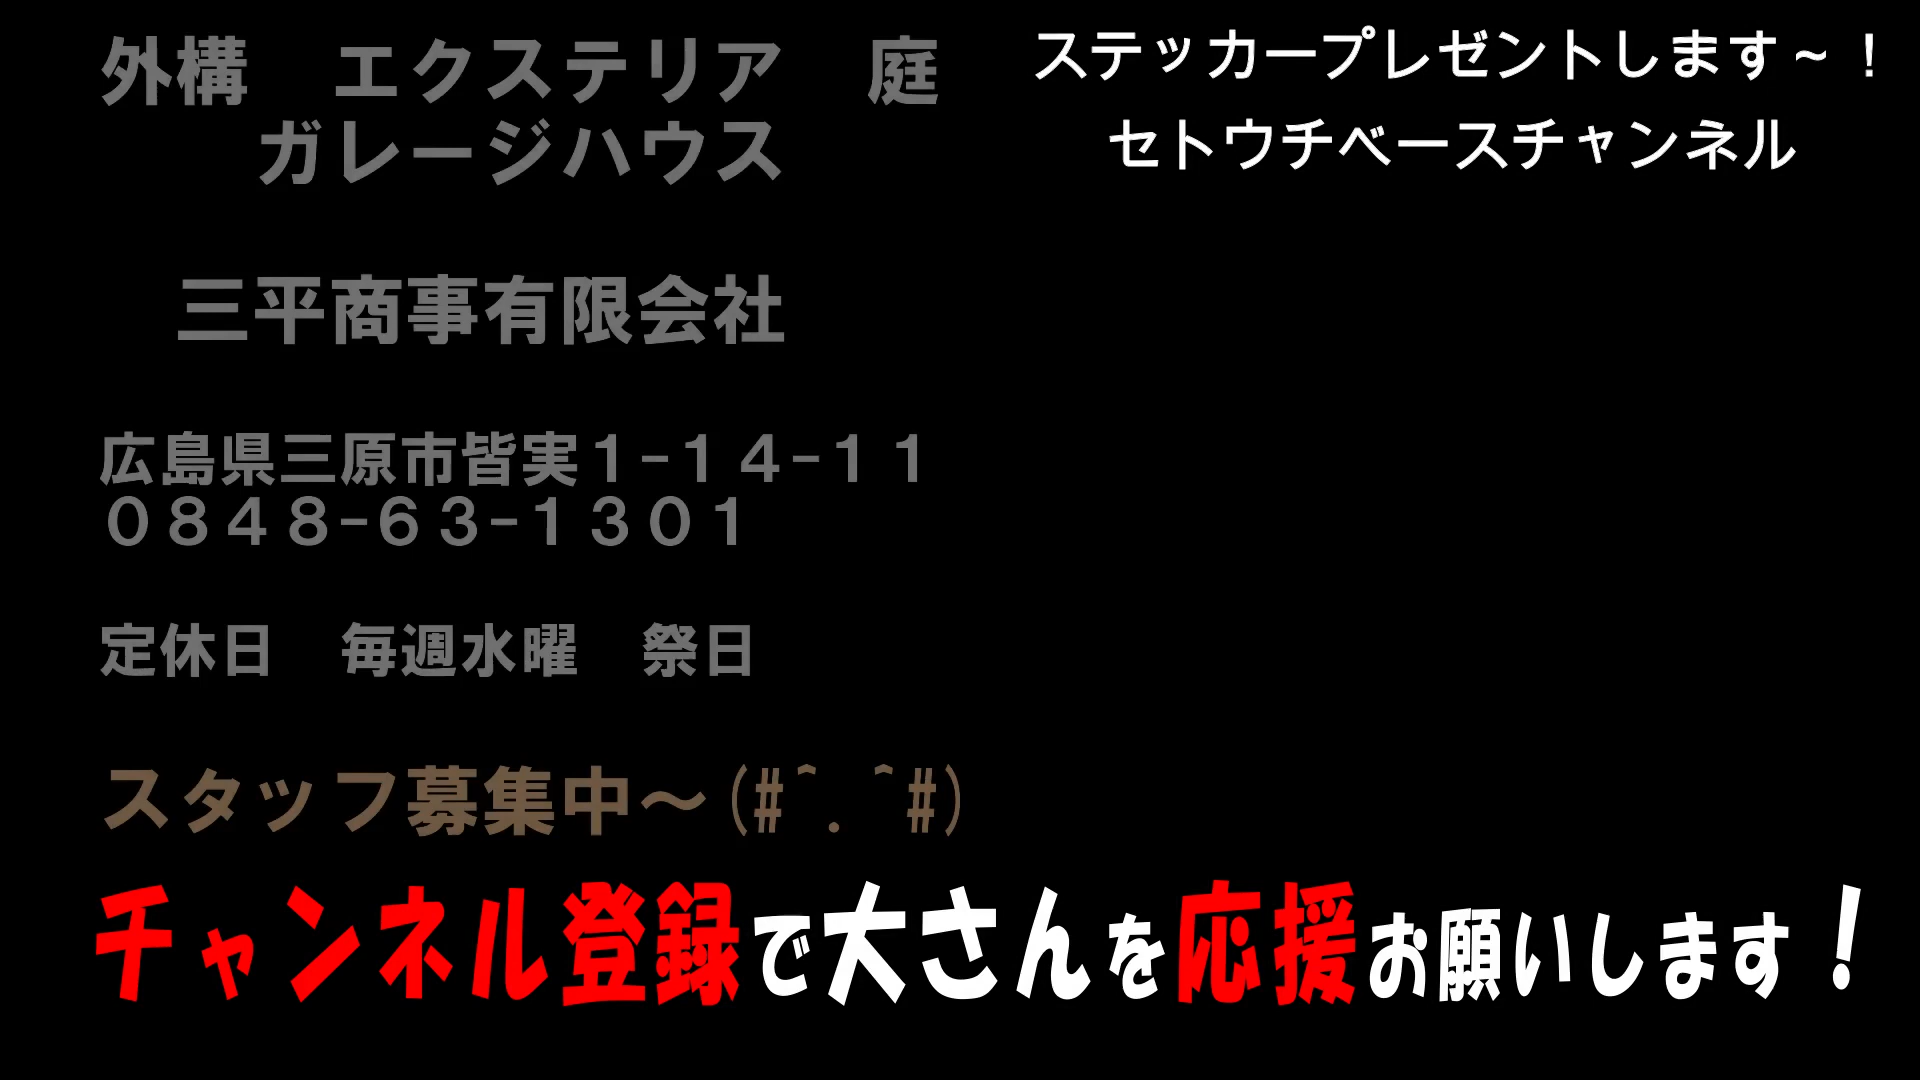 外構　エクステリア　庭
ガレージハウス
三平商事有限会社
広島県三原市皆実１-１４-１１
０８４８-６３-１３０１
定休日　毎週水曜　祭日
スタッフ募集中～(#^.^#)
ステッカープレゼントします~！
セトウチベースチャンネル
チャンネル登録で大さんを応援お願いします！